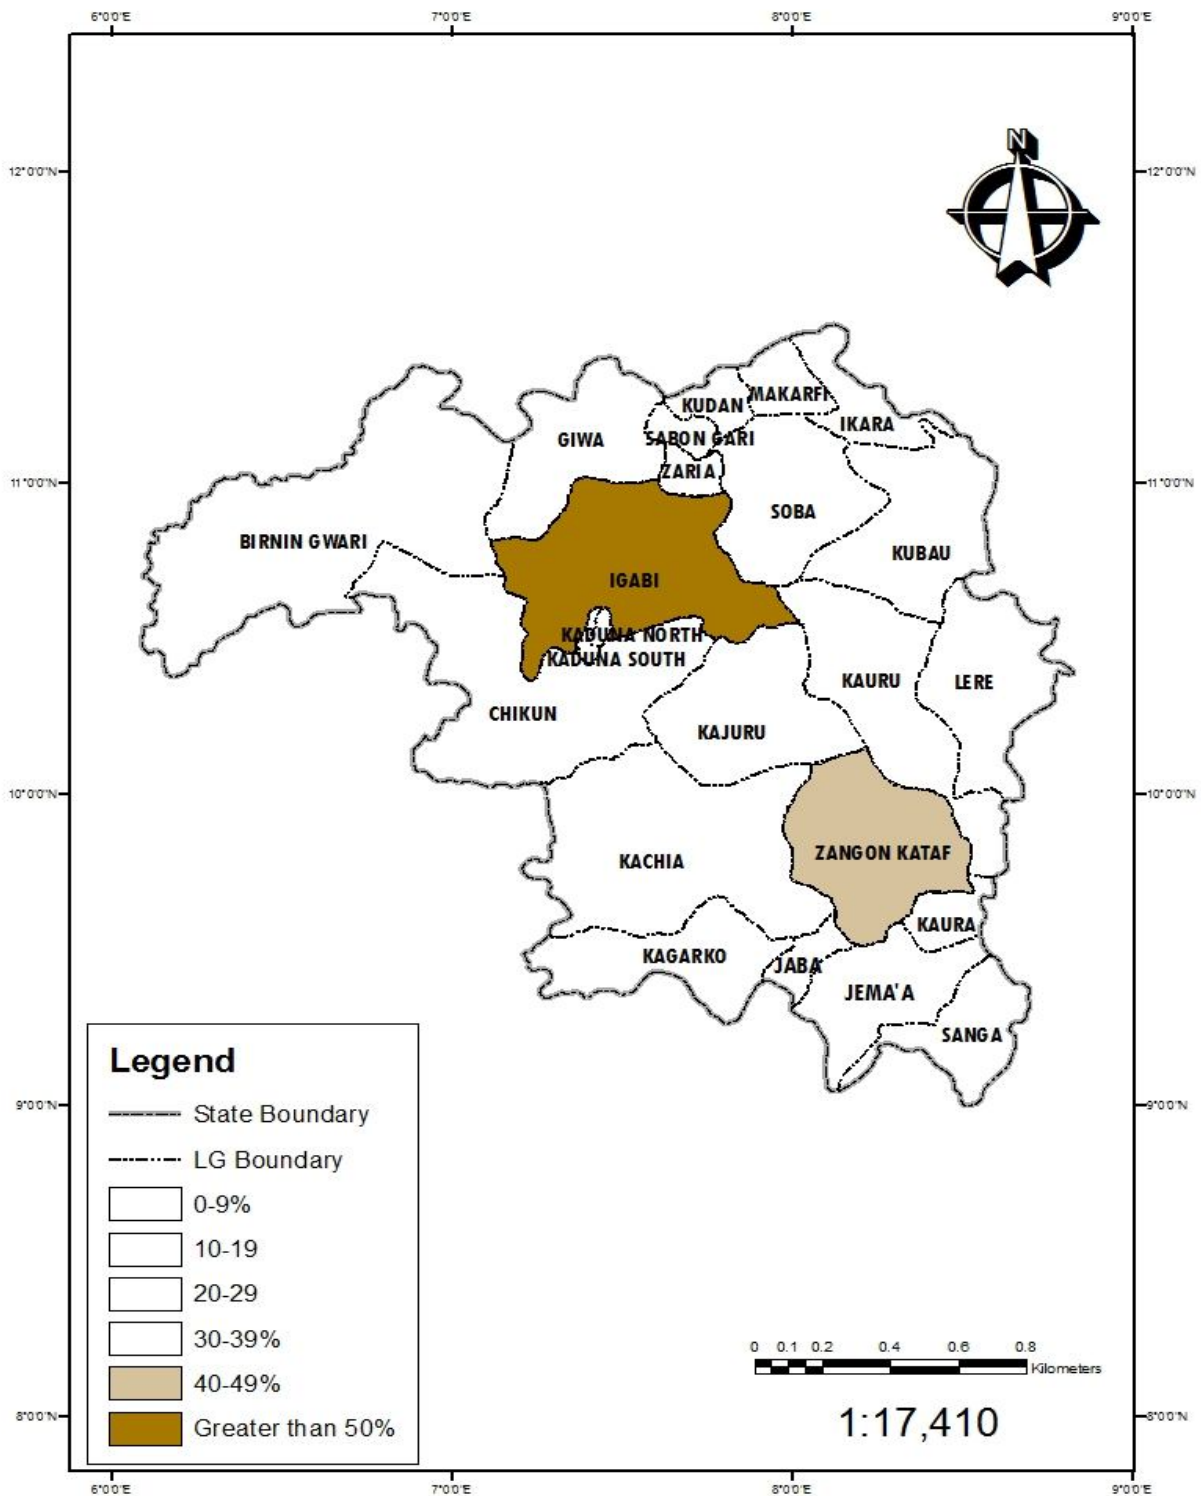 6°0'0"E 7°0'0"E 8°0'0"E 9°0'0"E
N
12°0'0"N 12°0'0"N
MAKARFI
KUDAN
IKARA
GIWA SABON GARI
ZARIA
11°0'0"N 11°0'0"N
SOBA
BIRNIN GWARI KUBAU
IGABI
KADUNA NORTH
KADUNA SOUTH
KAURU LERE
CHIKUN
KAJURU
10°0'0"N 10°0'0"N
ZANGON KATAF
KACHIA
KAURA
KAGARKO JABA
JEMA'A
SANGA
Legend
State Boundary
9°0'0"N 9°0'0"N
LG Boundary
0-9%
10-19
20-29
30-39%
40-49%
Greater than 50%
0 0.1 0.2 0.4 0.6 0.8
Kilometers
1:17,410
8°0'0"N 8°0'0"N
6°0'0"E 7°0'0"E 8°0'0"E 9°0'0"E